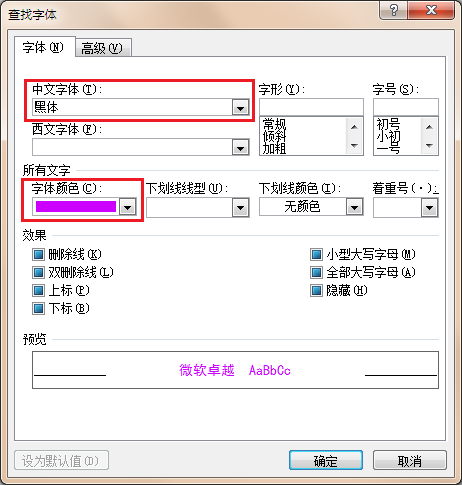 查找字体
字体(N) 高级(V)
中文字体(T): 字形(Y): 字号(S):
黑体
常规 初号
西文字体(F): 倾斜 小初
加粗 一号
所有文字
字体颜色(C): 下划线线型(U): 下划线颜色(I): 着重号(·):
无颜色
效果
删除线(K) 小型大写字母(M)
双删除线(L) 全部大写字母(A)
上标(P) 隐藏(H)
下标(B)
预览
微软卓越 AaBbCc
设为默认值(D) 确定 取消